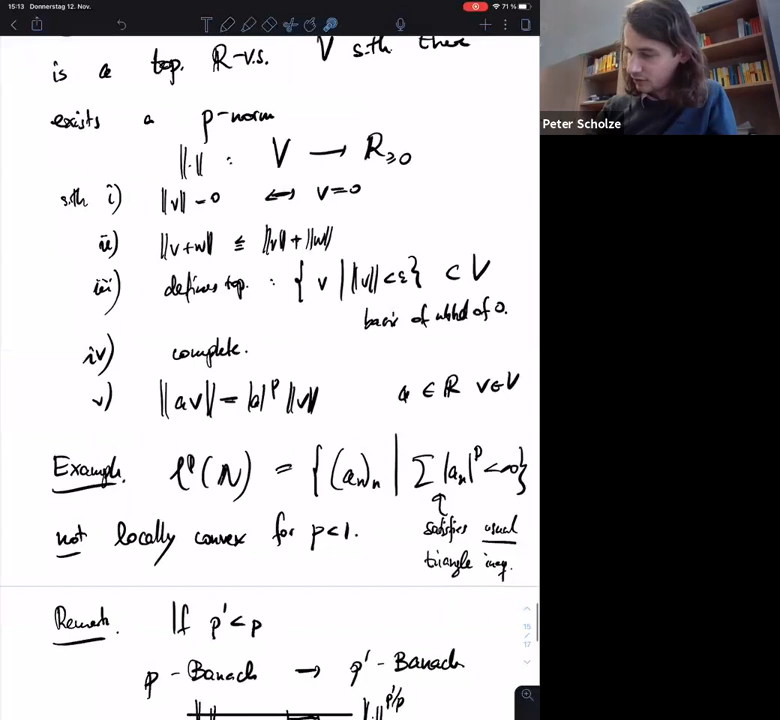 15:13 Donnerstag 12. Nov.
71 %
is a top. R-v.s. V s.th there
exists a p-norm
||·|| : V → R≥0
s.th i) ||v|| = 0 ↔ v=0
ii) ||v+w|| ≤ ||v|| + ||w||
iii) defines top. : { v | ||v|| < ε } ⊂ V
basis of nbhd of 0.
iv) complete.
v) ||av|| = |a|^p ||v|| a ∈ R v ∈ V
Example. ℓ^p(N) = { (a_n)_n | Σ |a_n|^p < ∞ }
not locally convex for p<1.
satisfies usual
triangle ineq.
Remark. If p' < p
p - Banach → p' - Banach
||·|| ||·||^{p'/p}
15
17
Peter Scholze